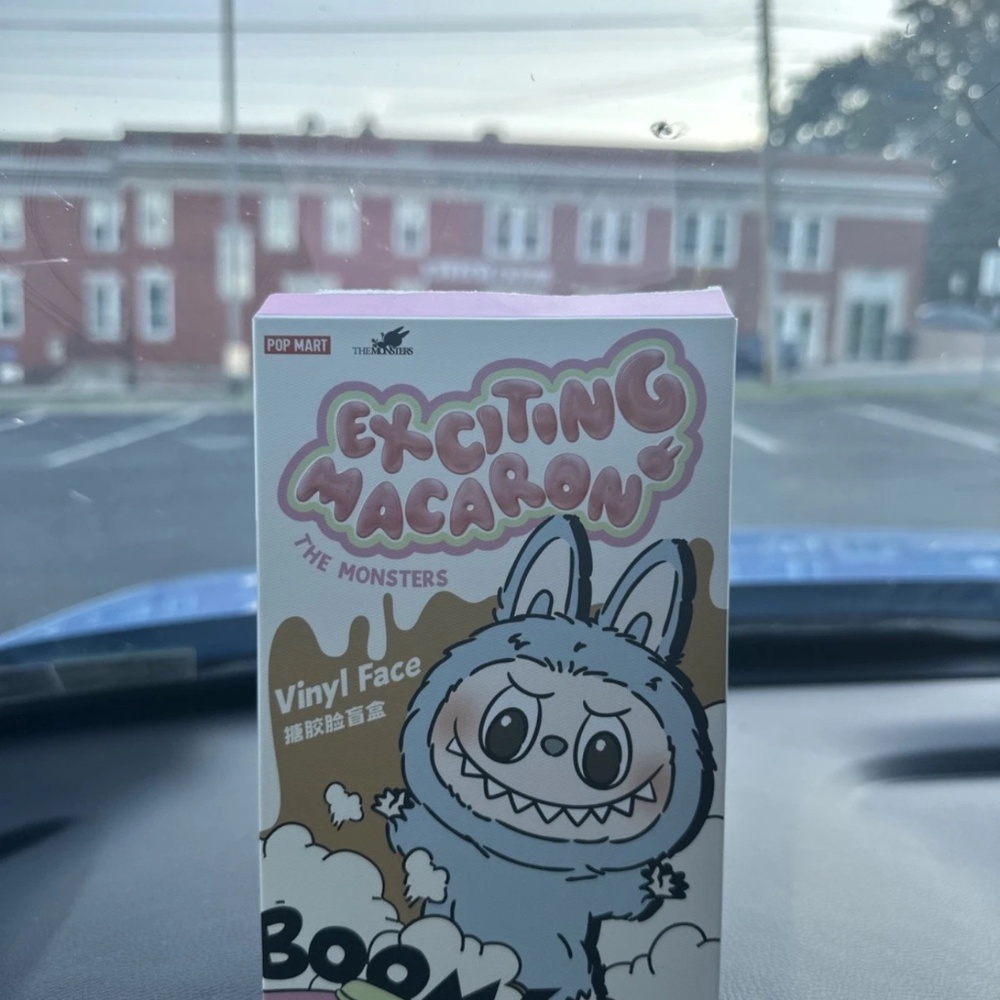 POP MART
THE MONSTERS
EXCITING
MACARON
THE MONSTERS
Vinyl Face
搪胶脸盲盒
BOOM